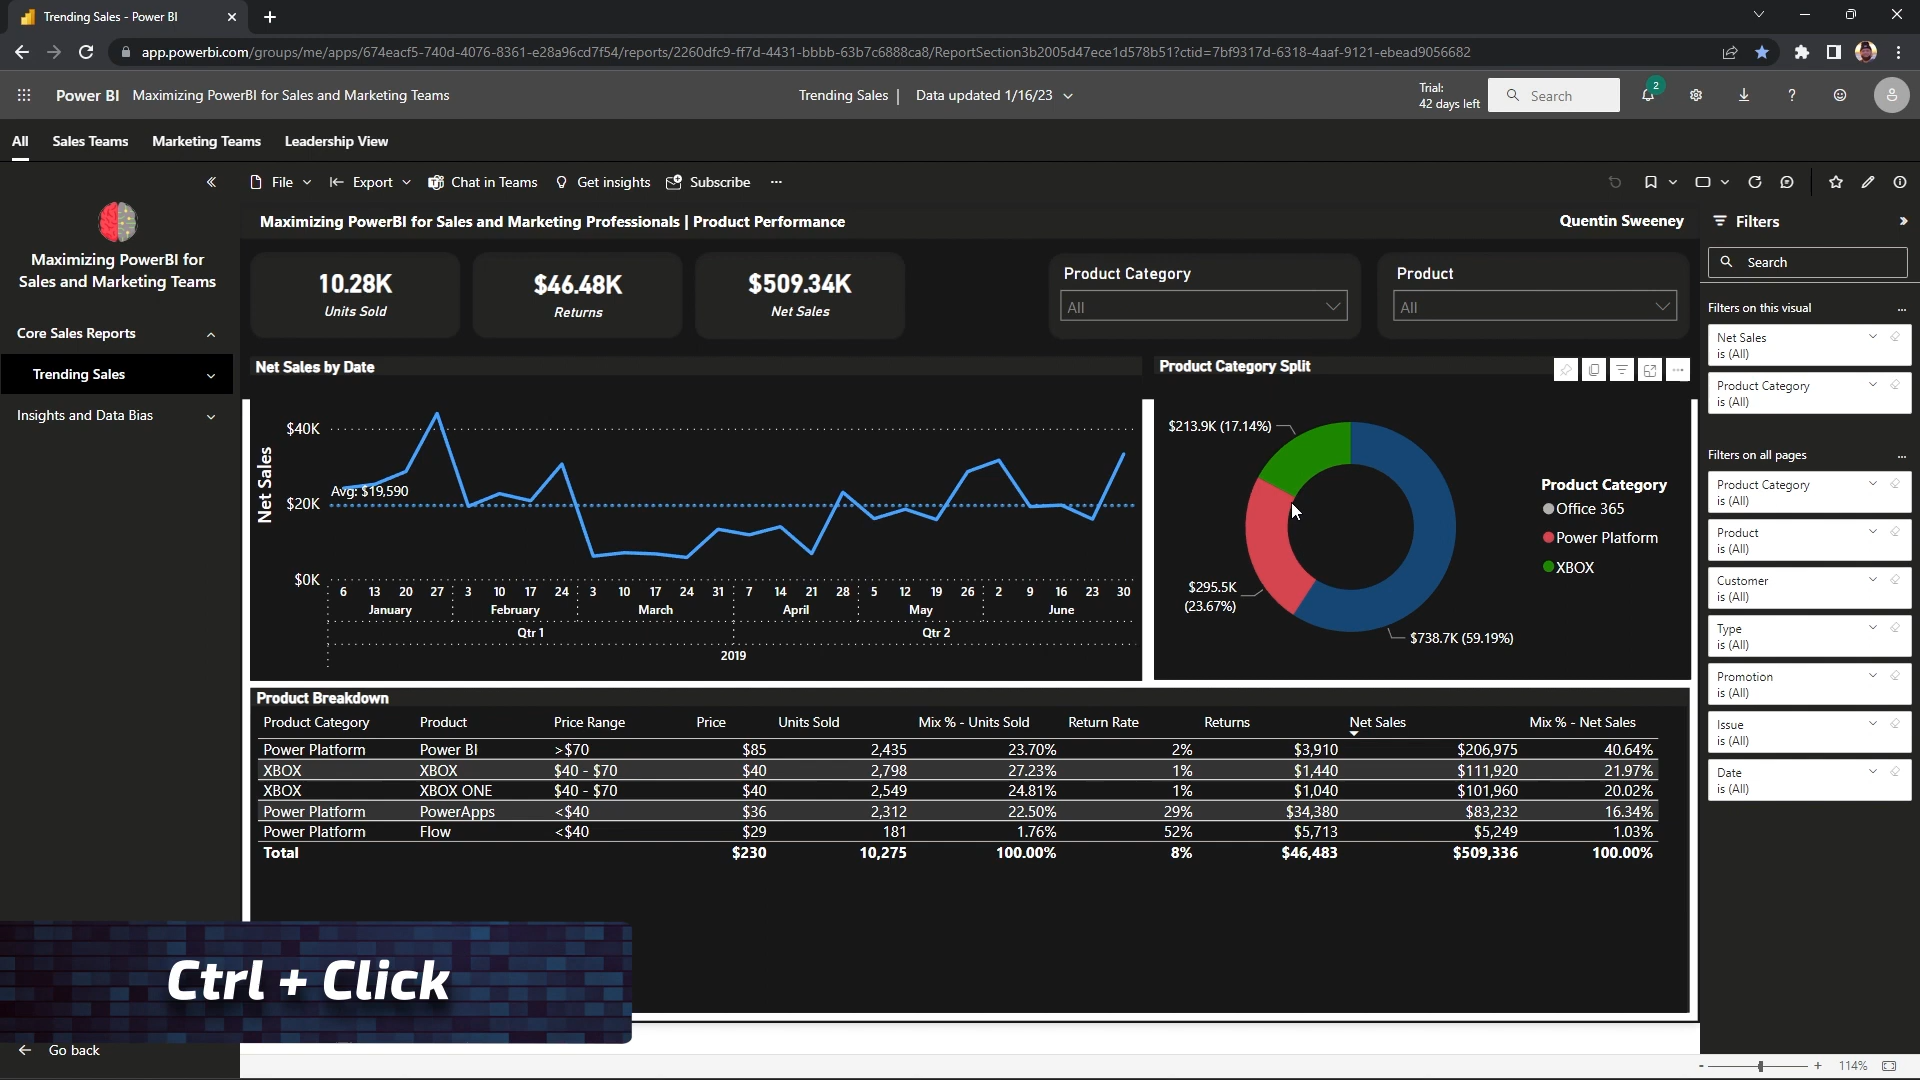 Trending Sales - Power BI
app.powerbi.com/groups/me/apps/674eacf5-740d-4076-8361-e28a96cd7f54/reports/2260dfc9-ff7d-4431-bbbb-63b7c6888ca8/ReportSection3b2005d47ece1d578b51?ctid=7bf9317d-6318-4aaf-9121-ebead9056682
Power BI Maximizing PowerBI for Sales and Marketing Teams
Trending Sales | Data updated 1/16/23
Trial:
42 days left
Search
2
?
All Sales Teams Marketing Teams Leadership View
File Export Chat in Teams Get insights Subscribe ...
Maximizing PowerBI for
Sales and Marketing Teams
Core Sales Reports
Trending Sales
Insights and Data Bias
Go back
Maximizing PowerBI for Sales and Marketing Professionals | Product Performance
Quentin Sweeney
10.28K
Units Sold
$46.48K
Returns
$509.34K
Net Sales
Product Category
All
Product
All
Net Sales by Date
Net Sales
$40K
$20K
$0K
Avg: $19,590
6 13 20 27 3 10 17 24 3 10 17 24 31 7 14 21 28 5 12 19 26 2 9 16 23 30
January February March April May June
Qtr 1 Qtr 2
2019
Product Category Split
$213.9K (17.14%)
$295.5K
(23.67%)
$738.7K (59.19%)
Product Category
Office 365
Power Platform
XBOX
Product Breakdown
Product Category Product Price Range Price Units Sold Mix % - Units Sold Return Rate Returns Net Sales Mix % - Net Sales
Power Platform Power BI >$70 $85 2,435 23.70% 2% $3,910 $206,975 40.64%
XBOX XBOX $40 - $70 $40 2,798 27.23% 1% $1,440 $111,920 21.97%
XBOX XBOX ONE $40 - $70 $40 2,549 24.81% 1% $1,040 $101,960 20.02%
Power Platform PowerApps <$40 $36 2,312 22.50% 29% $34,380 $83,232 16.34%
Power Platform Flow <$40 $29 181 1.76% 52% $5,713 $5,249 1.03%
Total $230 10,275 100.00% 8% $46,483 $509,336 100.00%
Filters
Search
Filters on this visual ...
Net Sales
is (All)
Product Category
is (All)
Filters on all pages ...
Product Category
is (All)
Product
is (All)
Customer
is (All)
Type
is (All)
Promotion
is (All)
Issue
is (All)
Date
is (All)
Ctrl + Click
- + 114%